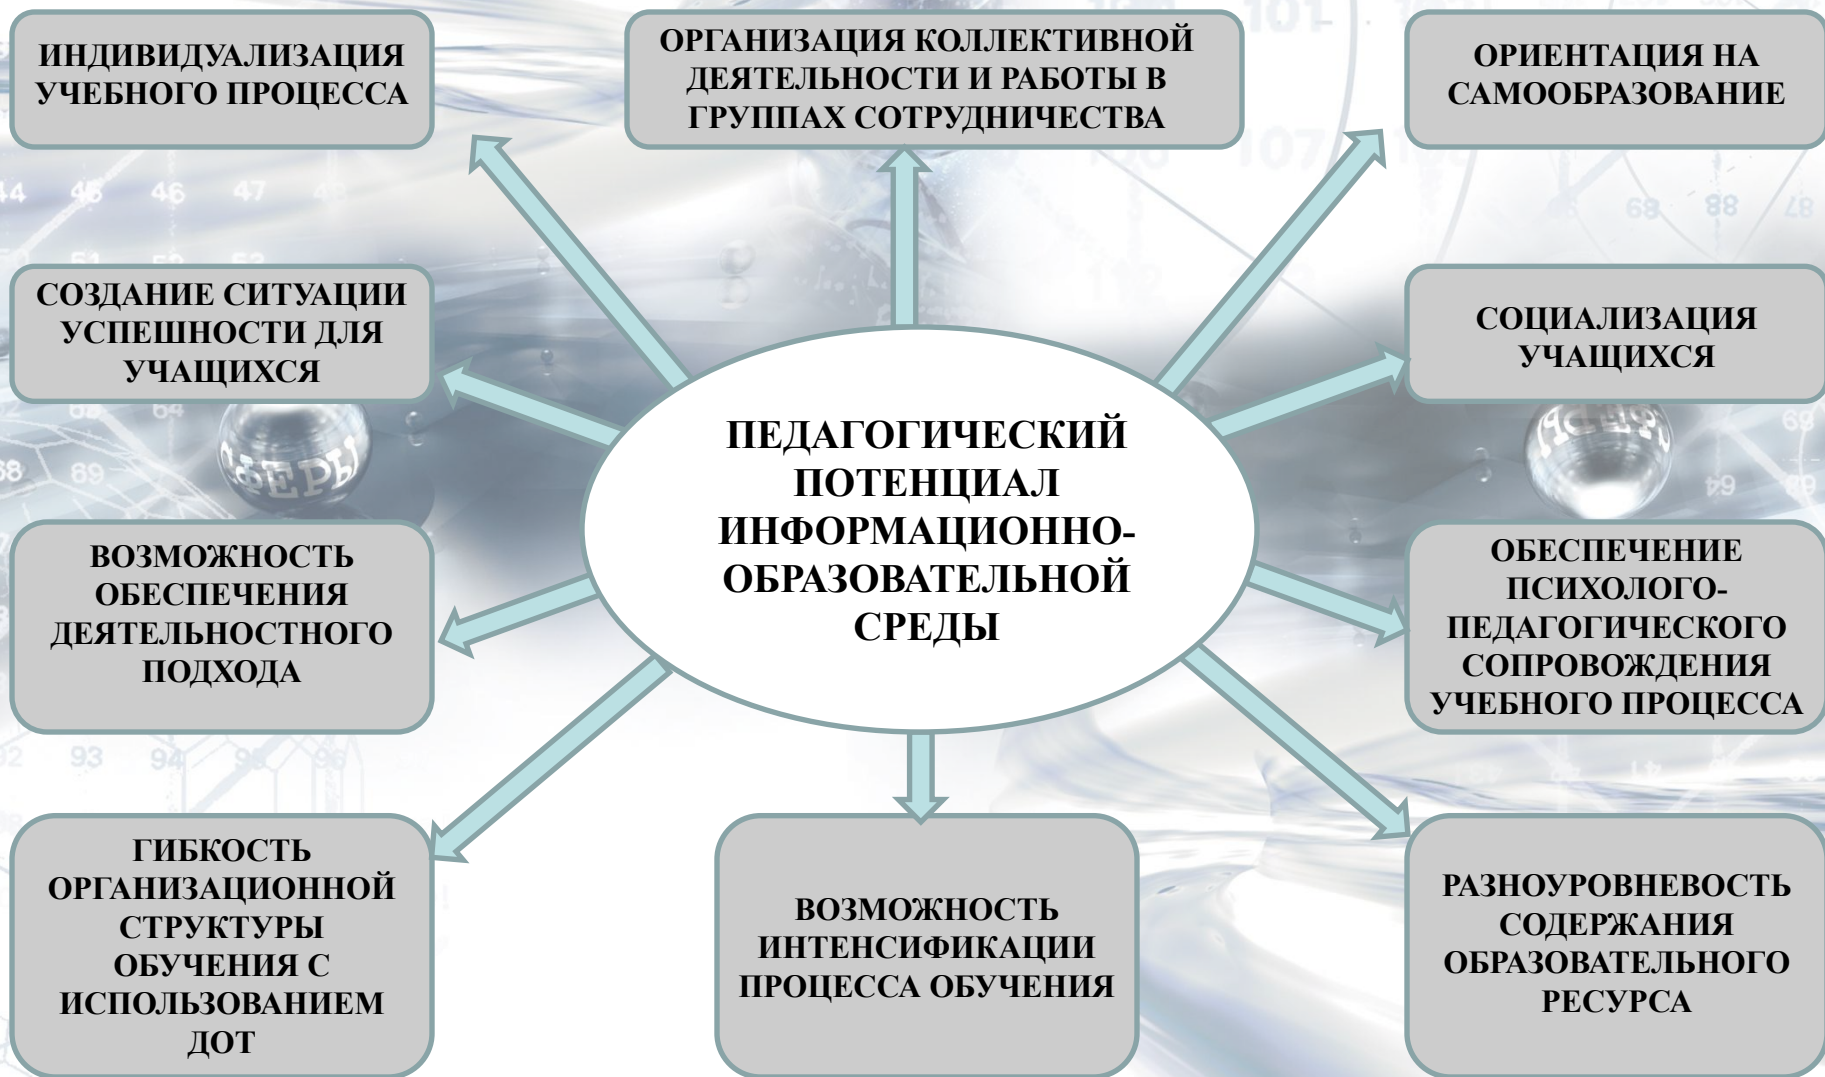 ИНДИВИДУАЛИЗАЦИЯ
УЧЕБНОГО ПРОЦЕССА
ОРГАНИЗАЦИЯ КОЛЛЕКТИВНОЙ
ДЕЯТЕЛЬНОСТИ И РАБОТЫ В
ГРУППАХ СОТРУДНИЧЕСТВА
ОРИЕНТАЦИЯ НА
САМООБРАЗОВАНИЕ
СОЗДАНИЕ СИТУАЦИИ
УСПЕШНОСТИ ДЛЯ
УЧАЩИХСЯ
СОЦИАЛИЗАЦИЯ
УЧАЩИХСЯ
ПЕДАГОГИЧЕСКИЙ
ПОТЕНЦИАЛ
ИНФОРМАЦИОННО-
ОБРАЗОВАТЕЛЬНОЙ
СРЕДЫ
ВОЗМОЖНОСТЬ
ОБЕСПЕЧЕНИЯ
ДЕЯТЕЛЬНОСТНОГО
ПОДХОДА
ОБЕСПЕЧЕНИЕ
ПСИХОЛОГО-
ПЕДАГОГИЧЕСКОГО
СОПРОВОЖДЕНИЯ
УЧЕБНОГО ПРОЦЕССА
ГИБКОСТЬ
ОРГАНИЗАЦИОННОЙ
СТРУКТУРЫ
ОБУЧЕНИЯ С
ИСПОЛЬЗОВАНИЕМ
ДОТ
ВОЗМОЖНОСТЬ
ИНТЕНСИФИКАЦИИ
ПРОЦЕССА ОБУЧЕНИЯ
РАЗНОУРОВНЕВОСТЬ
СОДЕРЖАНИЯ
ОБРАЗОВАТЕЛЬНОГО
РЕСУРСА